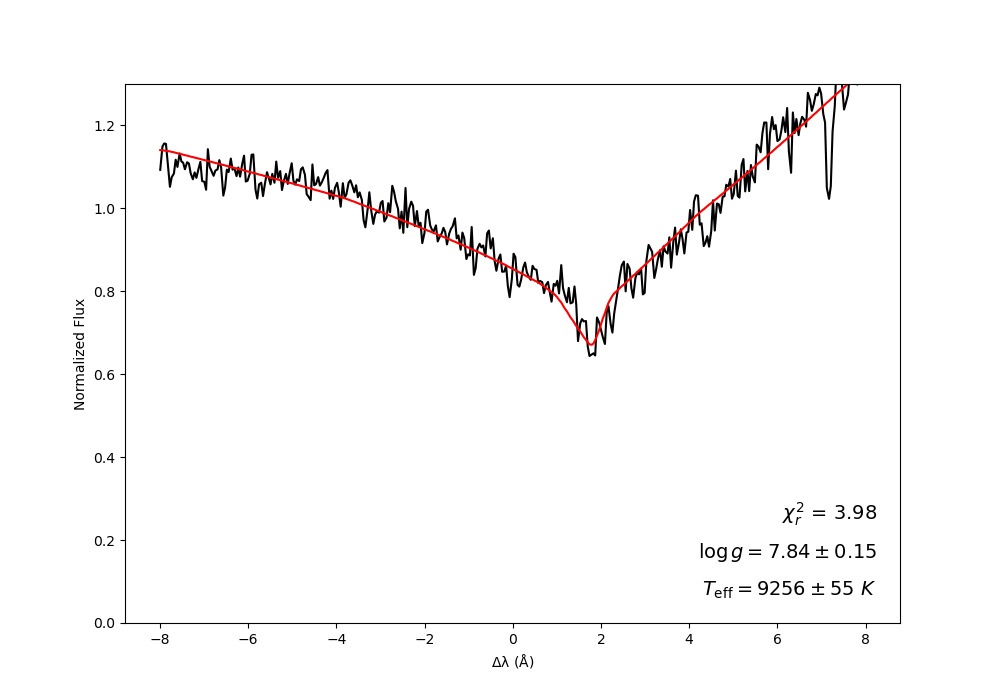 Normalized Flux
1.2
1.0
0.8
0.6
0.4
0.2
0.0
χ²ᵣ = 3.98
log g = 7.84 ± 0.15
T_eff = 9256 ± 55 K
−8 −6 −4 −2 0 2 4 6 8
Δλ (Å)